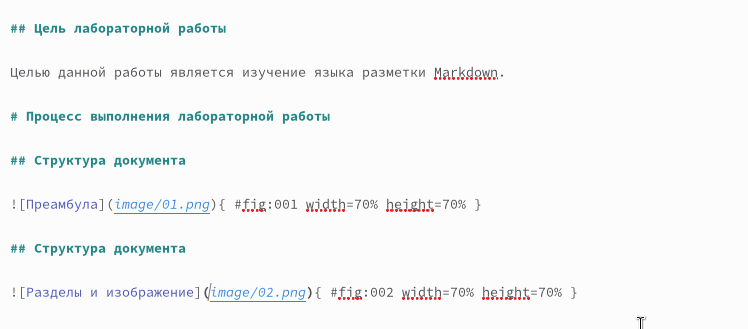 ## Цель лабораторной работы
Целью данной работы является изучение языка разметки Markdown.
# Процесс выполнения лабораторной работы
## Структура документа
![Преамбула](image/01.png){ #fig:001 width=70% height=70% }
## Структура документа
![Разделы и изображение](image/02.png){ #fig:002 width=70% height=70% }